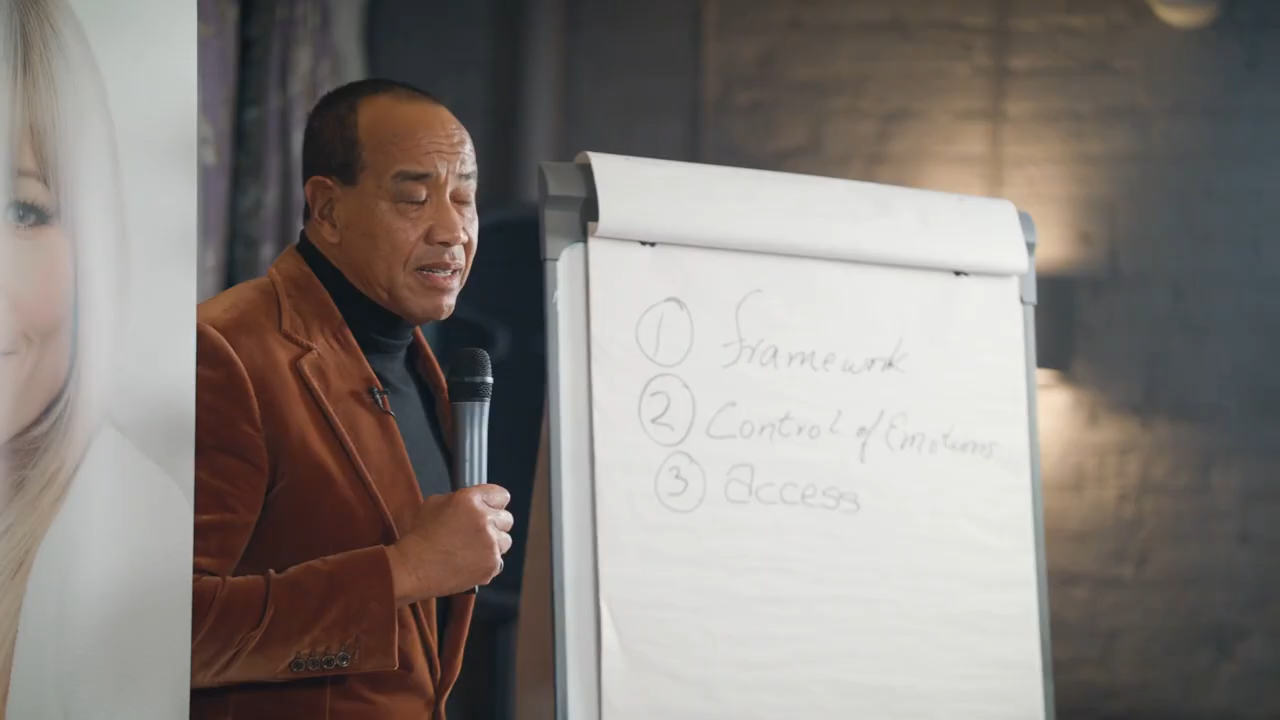 ① framework
② Control of Emotions
③ access